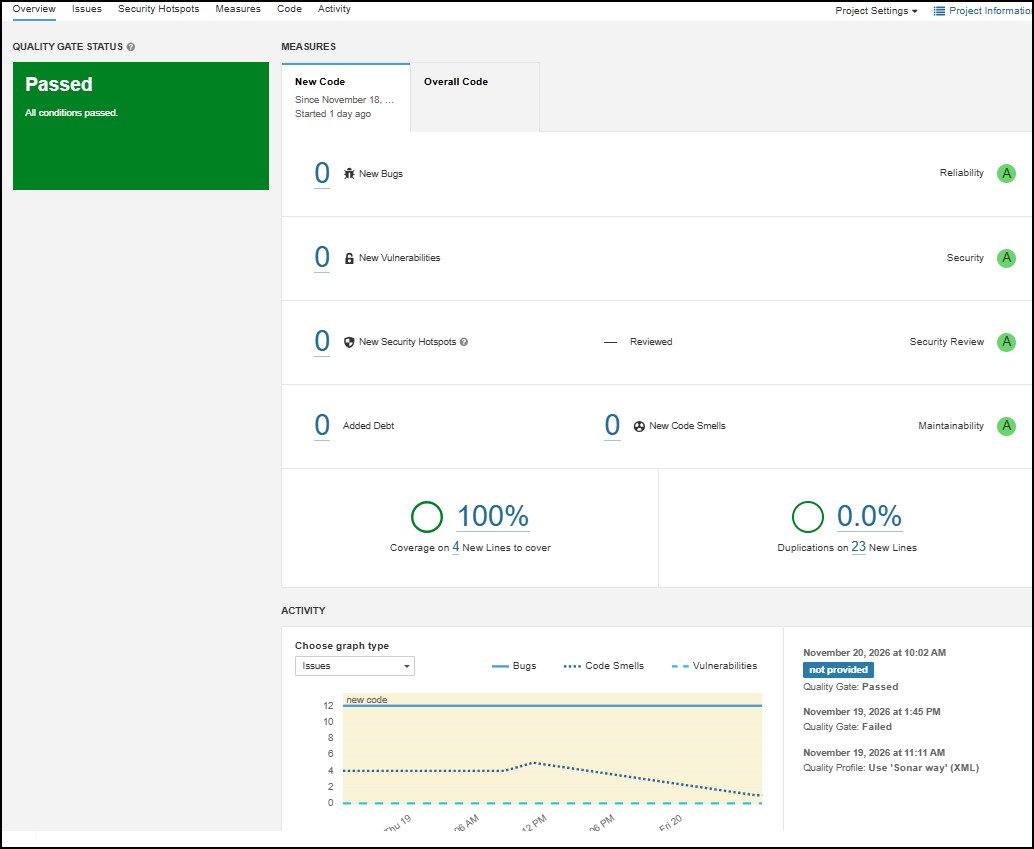 Overview Issues Security Hotspots Measures Code Activity Project Settings Project Informatio
QUALITY GATE STATUS
Passed
All conditions passed.
MEASURES
New Code
Since November 18, ...
Started 1 day ago
Overall Code
0 New Bugs Reliability A
0 New Vulnerabilities Security A
0 New Security Hotspots — Reviewed Security Review A
0 Added Debt 0 New Code Smells Maintainability A
100%
Coverage on 4 New Lines to cover
0.0%
Duplications on 23 New Lines
ACTIVITY
Choose graph type
Issues
Bugs Code Smells Vulnerabilities
new code
12
10
8
6
4
2
0
Thu 19 06 AM 12 PM 06 PM Fri 20
November 20, 2026 at 10:02 AM
not provided
Quality Gate: Passed
November 19, 2026 at 1:45 PM
Quality Gate: Failed
November 19, 2026 at 11:11 AM
Quality Profile: Use 'Sonar way' (XML)